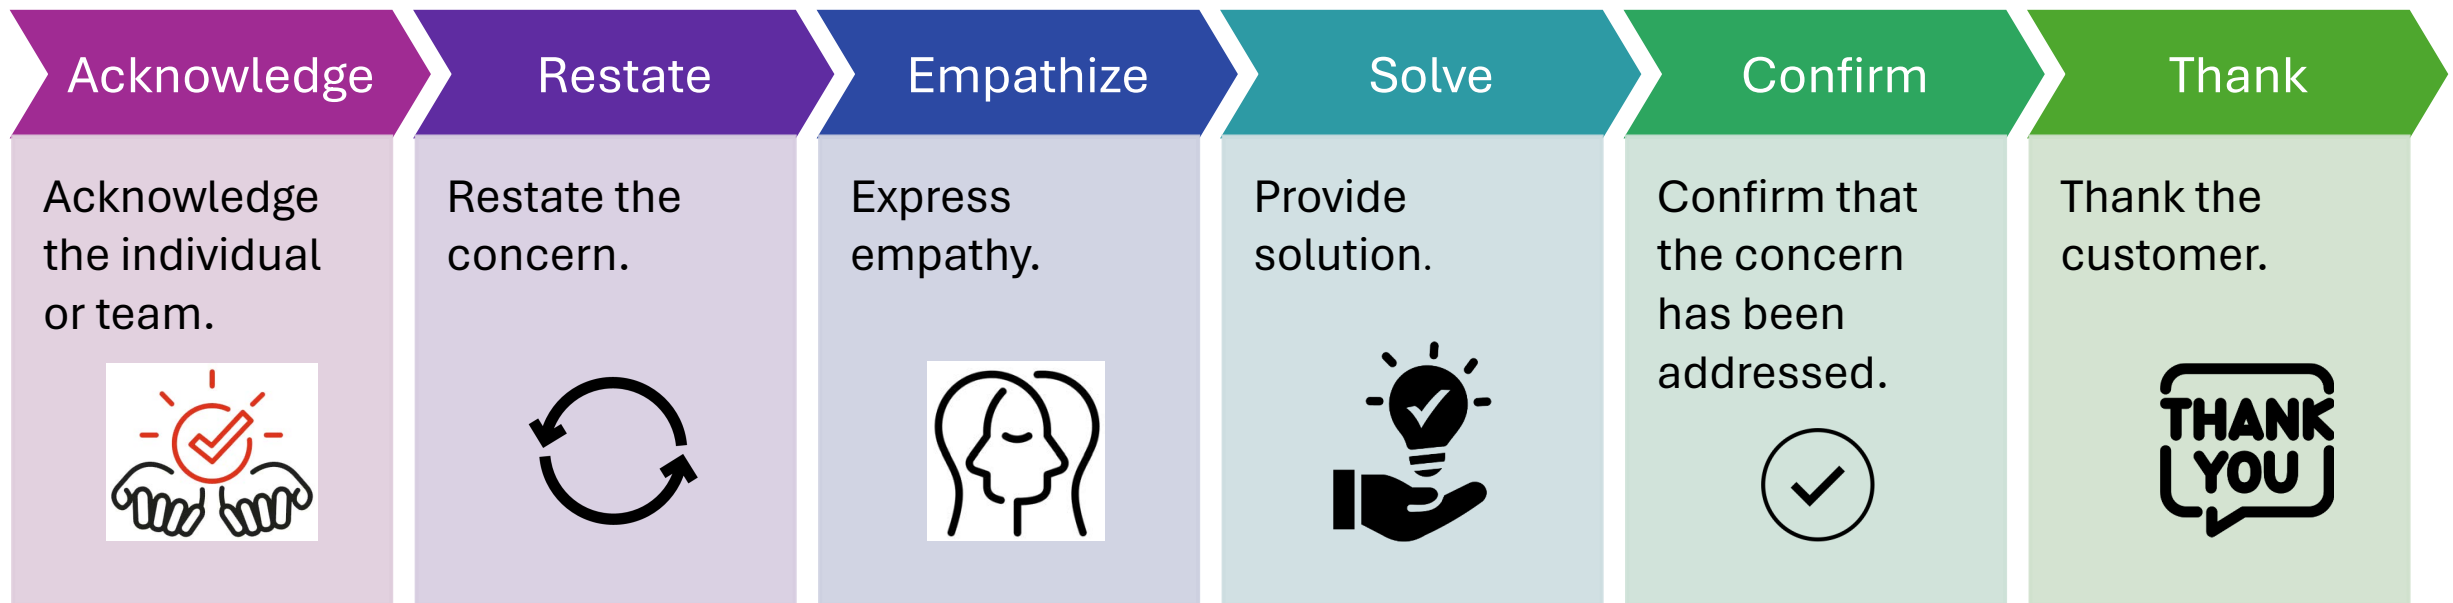 Acknowledge
Restate
Empathize
Solve
Confirm
Thank
Acknowledge
the individual
or team.
Restate the
concern.
Express
empathy.
Provide
solution.
Confirm that
the concern
has been
addressed.
Thank the
customer.
THANK
YOU